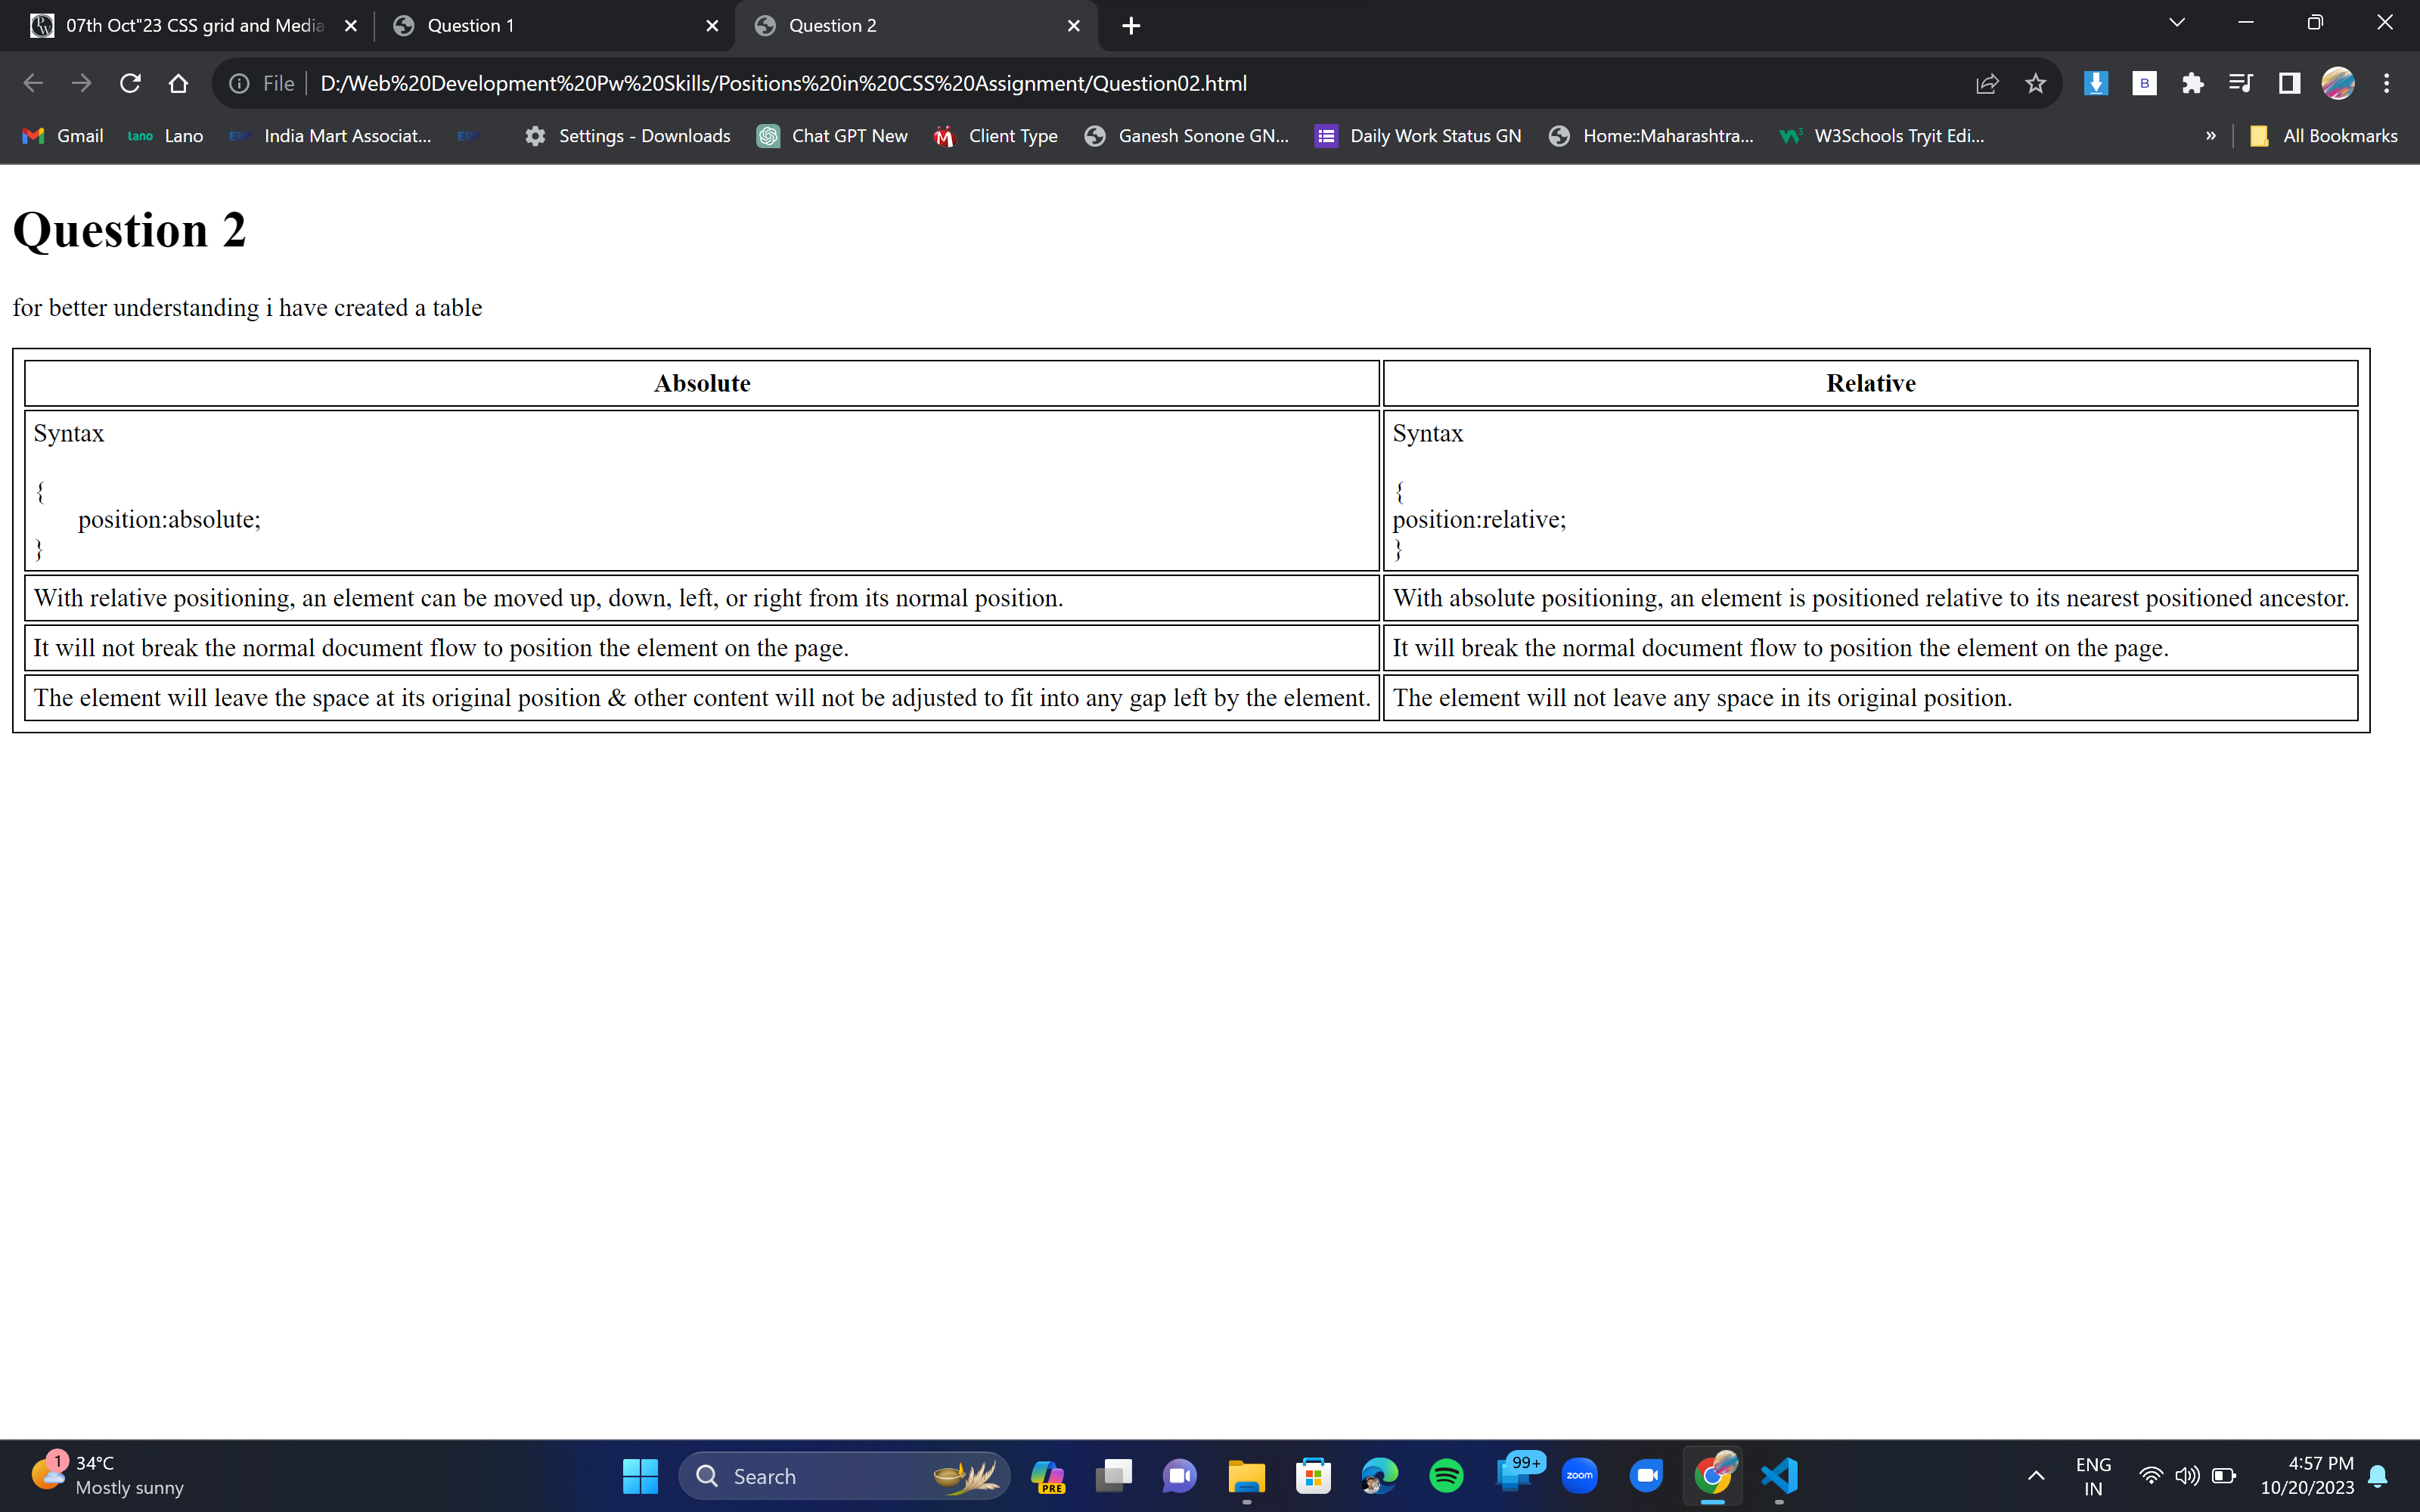 07th Oct"23 CSS grid and Media
Question 1
Question 2
File
D:/Web%20Development%20Pw%20Skills/Positions%20in%20CSS%20Assignment/Question02.html
B
Gmail
Lano Lano
India Mart Associat...
Settings - Downloads
Chat GPT New
Client Type
Ganesh Sonone GN...
Daily Work Status GN
Home::Maharashtra...
W3Schools Tryit Edi...
»
All Bookmarks
Question 2
for better understanding i have created a table
Absolute
Relative
Syntax
{
position:absolute;
}
Syntax
{
position:relative;
}
With relative positioning, an element can be moved up, down, left, or right from its normal position.
With absolute positioning, an element is positioned relative to its nearest positioned ancestor.
It will not break the normal document flow to position the element on the page.
It will break the normal document flow to position the element on the page.
The element will leave the space at its original position & other content will not be adjusted to fit into any gap left by the element.
The element will not leave any space in its original position.
1
34°C
Mostly sunny
Search
PRE
99+
zoom
ENG
IN
4:57 PM
10/20/2023